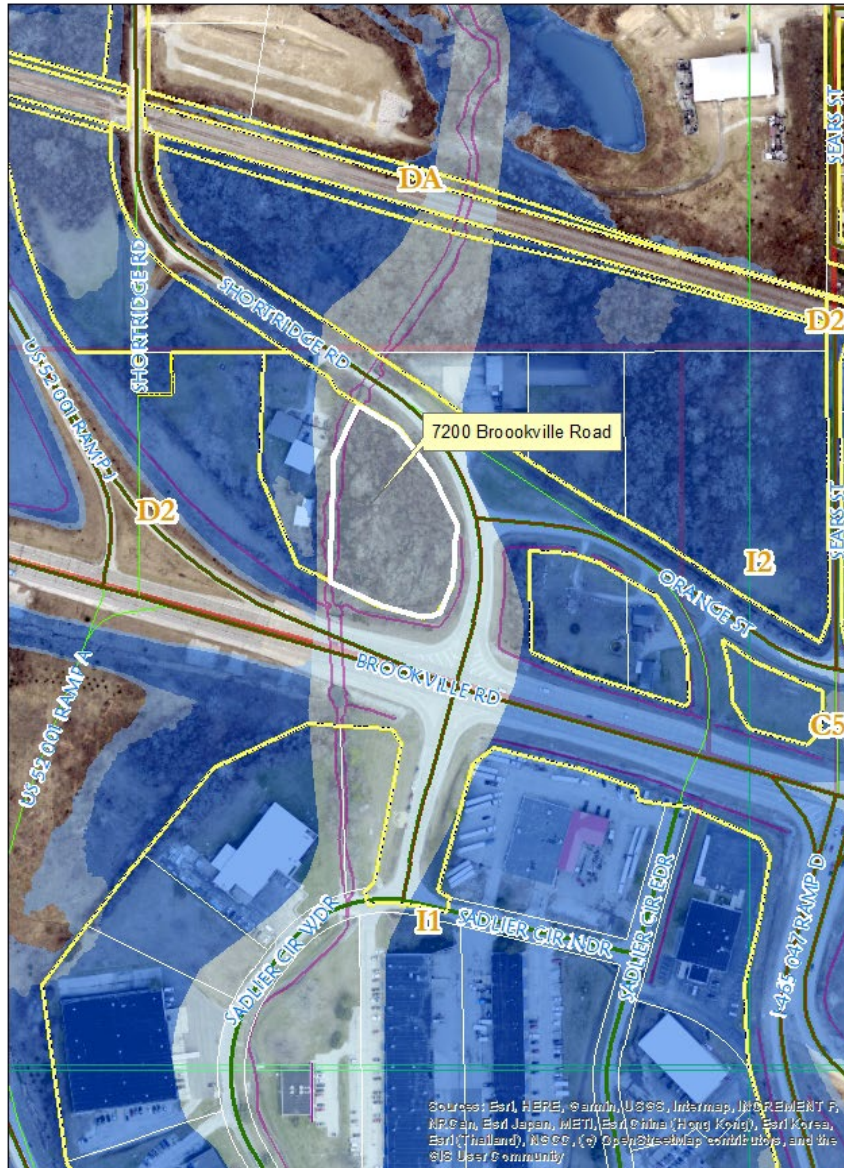 SEARS ST
DA
D2
SHORTRIDGE RD
SHORTRIDGE RD
US 52 001 RAMP J
7200 Broookville Road
D2
I2
SEARS ST
ORANGE ST
BROOKVILLE RD
US 52 001 RAMP A
C5
SADLIER CIR WDR
I1
SADLIER CIR NDR
SADLIER CIR EDR
I-465 047 RAMP D
Sources: Esri, HERE, Garmin, USGS, Intermap, INCREMENT P,
NRCan, Esri Japan, METI, Esri China (Hong Kong), Esri Korea,
Esri (Thailand), NGCC, (c) OpenStreetMap contributors, and the
GIS User Community